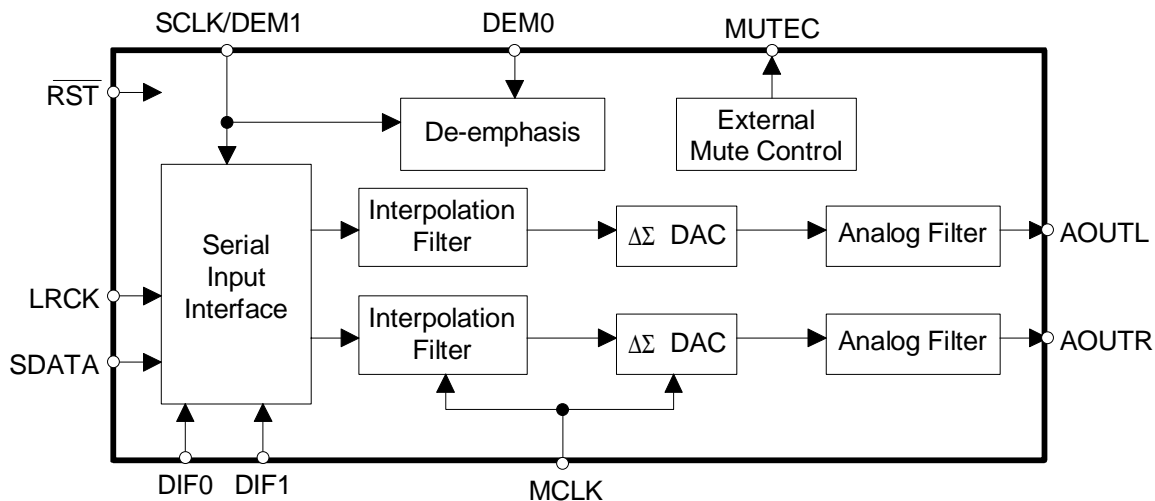 SCLK/DEM1
DEM0
MUTEC
RST
De-emphasis
External
Mute Control
Serial
Input
Interface
Interpolation
Filter
ΔΣ DAC
Analog Filter
AOUTL
LRCK
Interpolation
Filter
ΔΣ DAC
Analog Filter
AOUTR
SDATA
DIF0
DIF1
MCLK